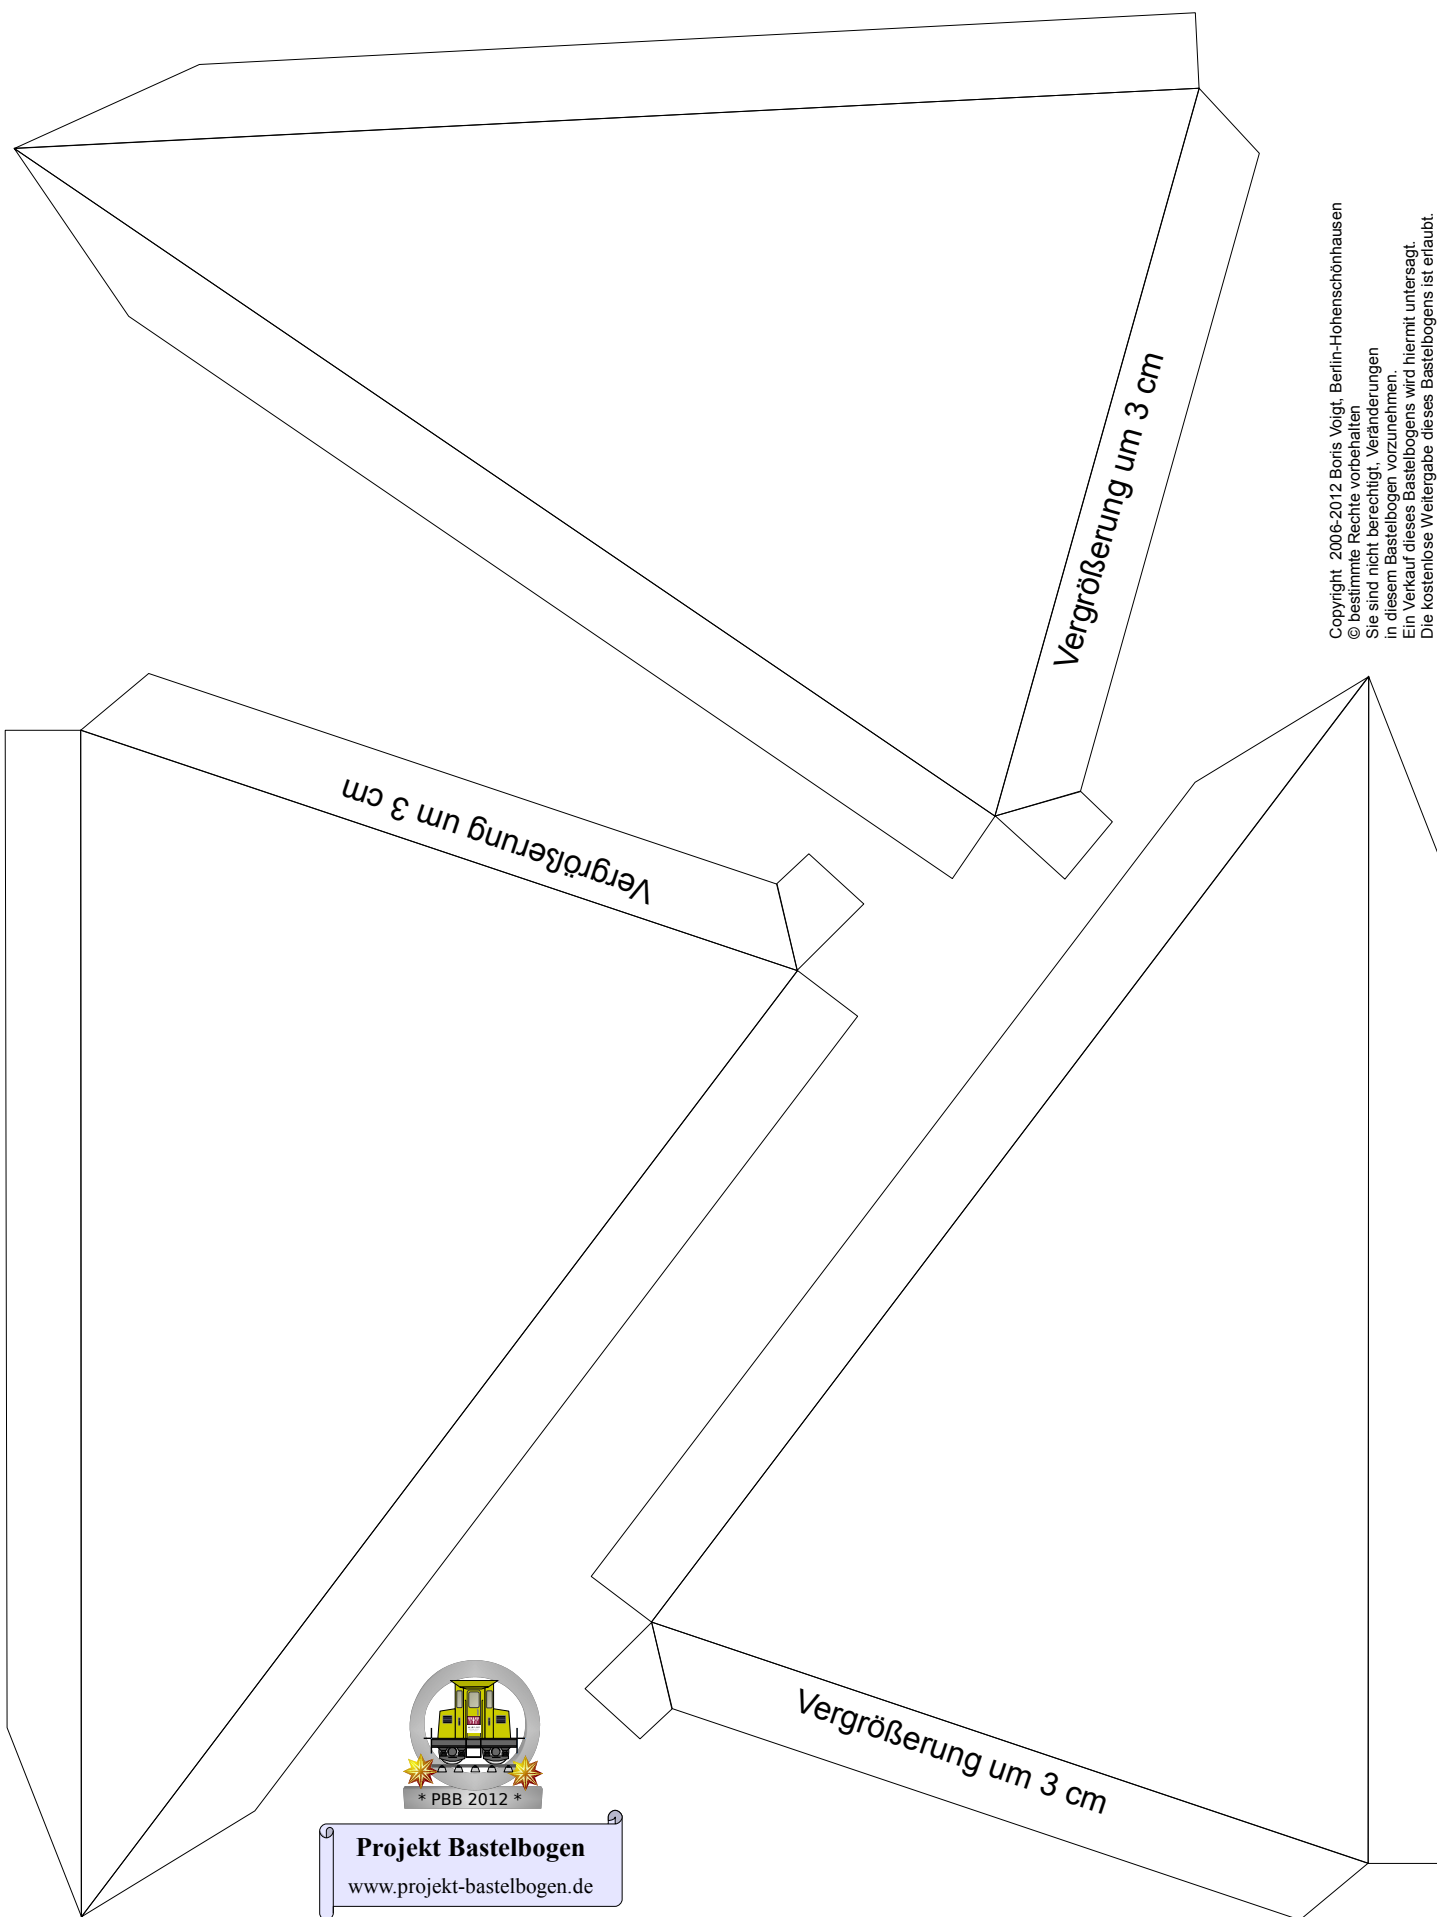 Vergrößerung um 3 cm
Copyright 2006-2012 Boris Voigt, Berlin-Hohenschönhausen
© bestimmte Rechte vorbehalten
Sie sind nicht berechtigt, Veränderungen
in diesem Bastelbogen vorzunehmen.
Ein Verkauf dieses Bastelbogens wird hiermit untersagt.
Die kostenlose Weitergabe dieses Bastelbogens ist erlaubt.
Vergrößerung um 3 cm
Vergrößerung um 3 cm
* PBB 2012 *
Projekt Bastelbogen
www.projekt-bastelbogen.de